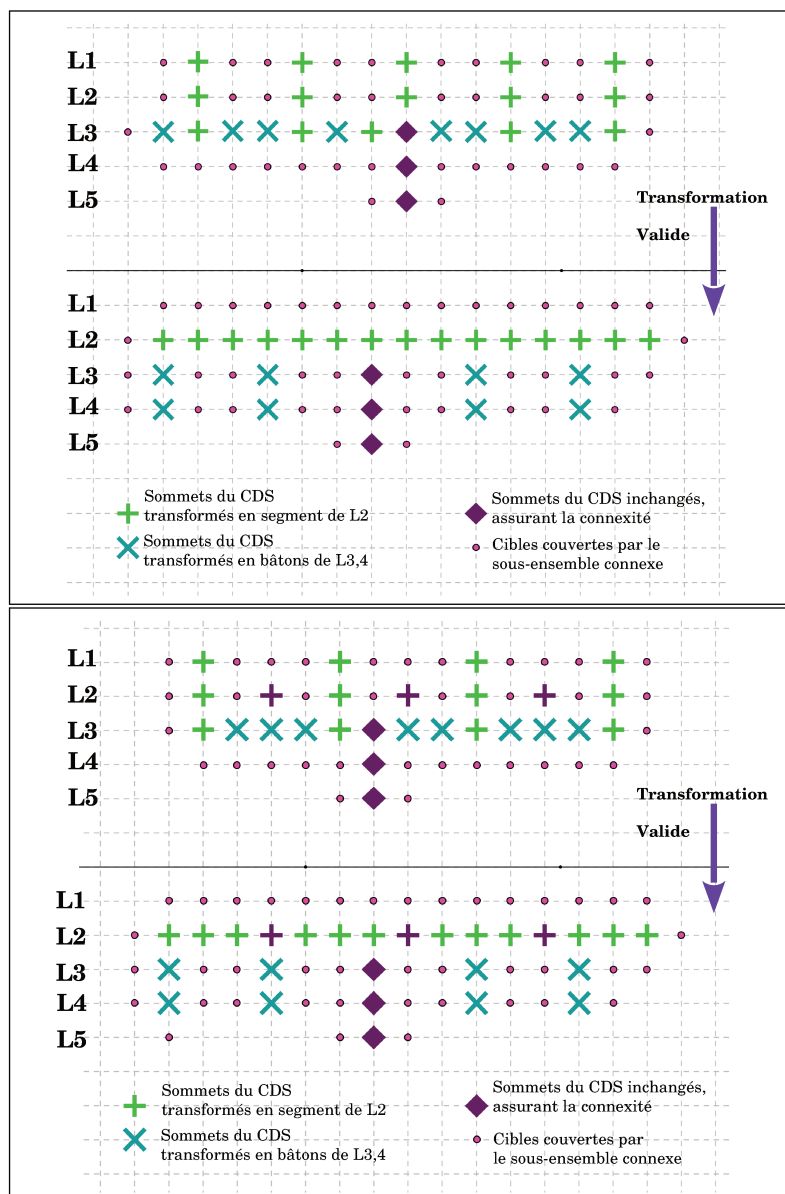 L1
L2
L3
L4
L5
Transformation
Valide
L1
L2
L3
L4
L5
Sommets du CDS
transformés en segment de L2
Sommets du CDS
transformés en bâtons de L3,4
Sommets du CDS inchangés,
assurant la connexité
Cibles couvertes par le
sous-ensemble connexe
L1
L2
L3
L4
L5
Transformation
Valide
L1
L2
L3
L4
L5
Sommets du CDS
transformés en segment de L2
Sommets du CDS
transformés en bâtons de L3,4
Sommets du CDS inchangés,
assurant la connexité
Cibles couvertes par
le sous-ensemble connexe